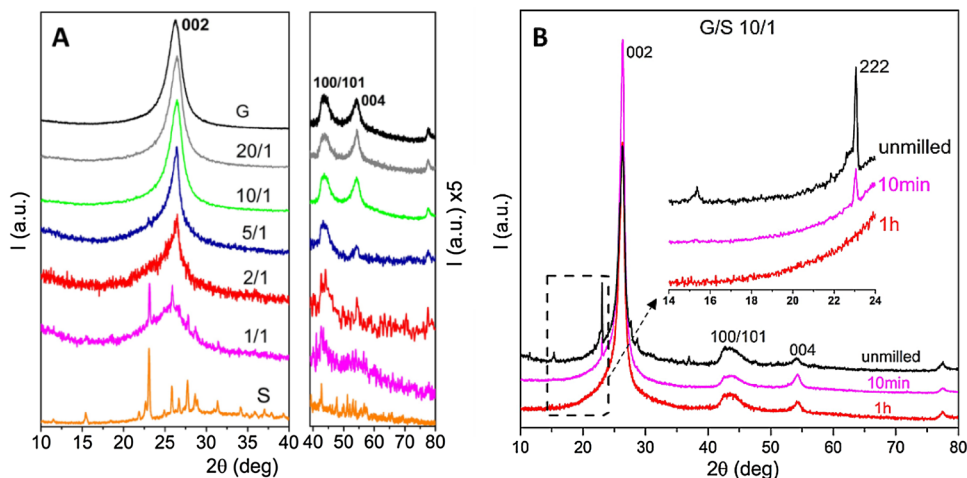 A
002
G
20/1
10/1
5/1
2/1
1/1
S
I (a.u.)
10 15 20 25 30 35 40
2θ (deg)
100/101
004
I (a.u.) x5
40 50 60 70 80
B
G/S 10/1
002
222
unmilled
10min
1h
14 16 18 20 22 24
100/101
004
unmilled
10min
1h
I (a.u.)
10 20 30 40 50 60 70 80
2θ (deg)